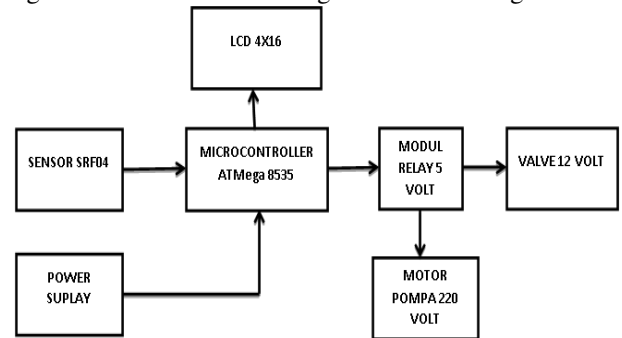 LCD 4X16
SENSOR SRF04
MICROCONTROLLER
ATMega 8535
MODUL
RELAY 5
VOLT
VALVE 12 VOLT
POWER
SUPLAY
MOTOR
POMPA 220
VOLT